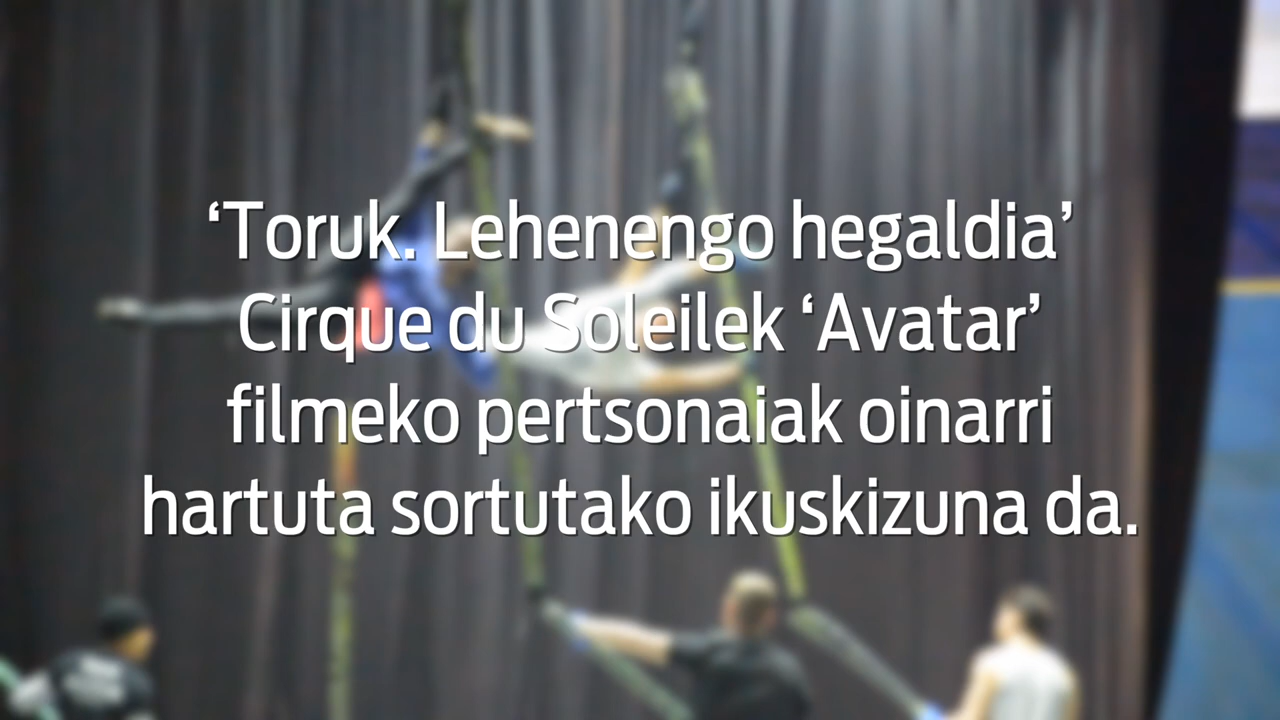 ‘Toruk. Lehenengo hegaldia’
Cirque du Soleilek ‘Avatar’
filmeko pertsonaiak oinarri
hartuta sortutako ikuskizuna da.